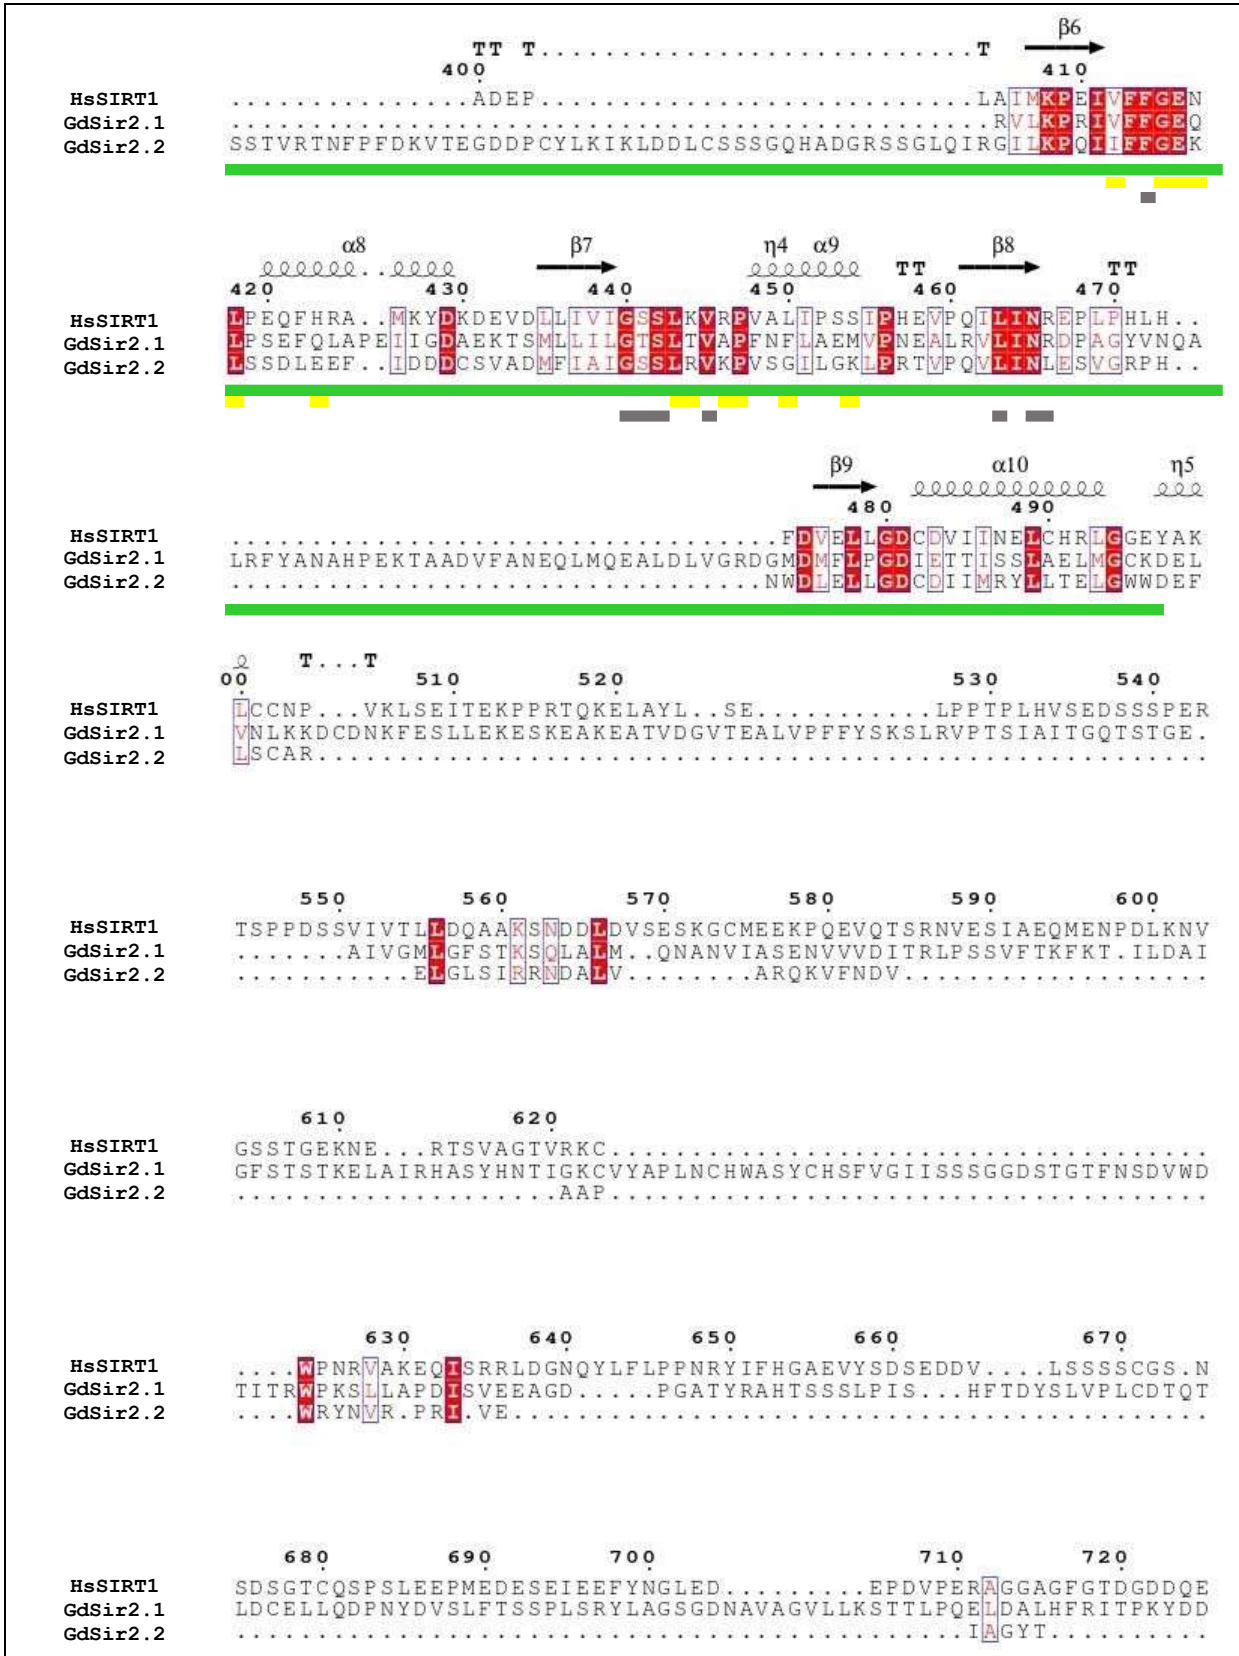 β6
TT T...........................T
400 410
HsSIRT1 ...............ADEP...........................LAIMKPEIVFFGEN
GdSir2.1 ...............................................RVLKPRIVFFGEQ
GdSir2.2 SSTVRTNFPFDKVTEGDDPCYLKIKLDDLCSSSGQHADGRSSGLQIRGILKPQIIFFGEK
α8 β7 η4 α9 β8
.. TT TT
420 430 440 450 460 470
HsSIRT1 LPEQFHRA..MKYDKDEVDLLIVIGSSLKVRPVALIPSSIPHEVPQILINREPLPHLH..
GdSir2.1 LPSEFQLAPEIIGDAEKTSMLLILGTSLTVAPFNFLAEMVPNEALRVLINRDPAGYVNQA
GdSir2.2 LSSDLEEF..IDDDCSVADMFIAIGSSLRVKPVSGILGKLPRTVPQVLINLESVGRPH..
β9 α10 η5
480 490
HsSIRT1 ..................................FDVELLGDCDVIINELCHRLGGEYAK
GdSir2.1 LRFYANAHPEKTAADVFANEQLMQEALDLVGRDGMDMFLPGDIETTISSLAELMGCKDEL
GdSir2.2 .................................NWDLELLGDCDIIMRYLLTELGWWDEF
T...T
00 510 520 530 540
HsSIRT1 LCCNP...VKLSEITEKPPRTQKELAYL..SE...........LPPTPLHVSEDSSSPER
GdSir2.1 VNLKKDCDNKFESLLEKESKEAKEATVDGVTEALVPFFYSKSLRVPTSIAITGQTSTGE.
GdSir2.2 LSCAR.......................................................
550 560 570 580 590 600
HsSIRT1 TSPPDSSVIVTLLDQAAKSNDDLDVSESKGCMEEKPQEVQTSRNVESIAEQMENPDLKNV
GdSir2.1 .......AIVGMLGFSTKSQLALM..QNANVIASENVVVDITRLPSSVFTKFKT.ILDAI
GdSir2.2 ...........ELGLSIRRNDALV........ARQKVFNDV...................
610 620
HsSIRT1 GSSTGEKNE...RTSVAGTVRKC.....................................
GdSir2.1 GFSTSTKELAIRHASYHNTIGKCVYAPLNCHWASYCHSFVGIISSSGGDSTGTFNSDVWD
GdSir2.2 ....................AAP.....................................
630 640 650 660 670
HsSIRT1 ....WPNRVAKEQISRRLDGNQYLFLPPNRYIFHGAEVYSDSEDDV....LSSSSCGS.N
GdSir2.1 TITRWPKSLLAPDISVEEAGD.....PGATYRAHTSSSLPIS...HFTDYSLVPLCDTQT
GdSir2.2 ....WRYNVR.PRI.VE...........................................
680 690 700 710 720
HsSIRT1 SDSGTCQSPSLEEPMEDESEIEEFYNGLED.........EPDVPERAGGAGFGTDGDDQE
GdSir2.1 LDCELLQDPNYDVSLFTSSPLSRYLAGSGDNAVAGVLLKSTTLPQELDALHFRITPKYDD
GdSir2.2 .............................................IAGYT..........